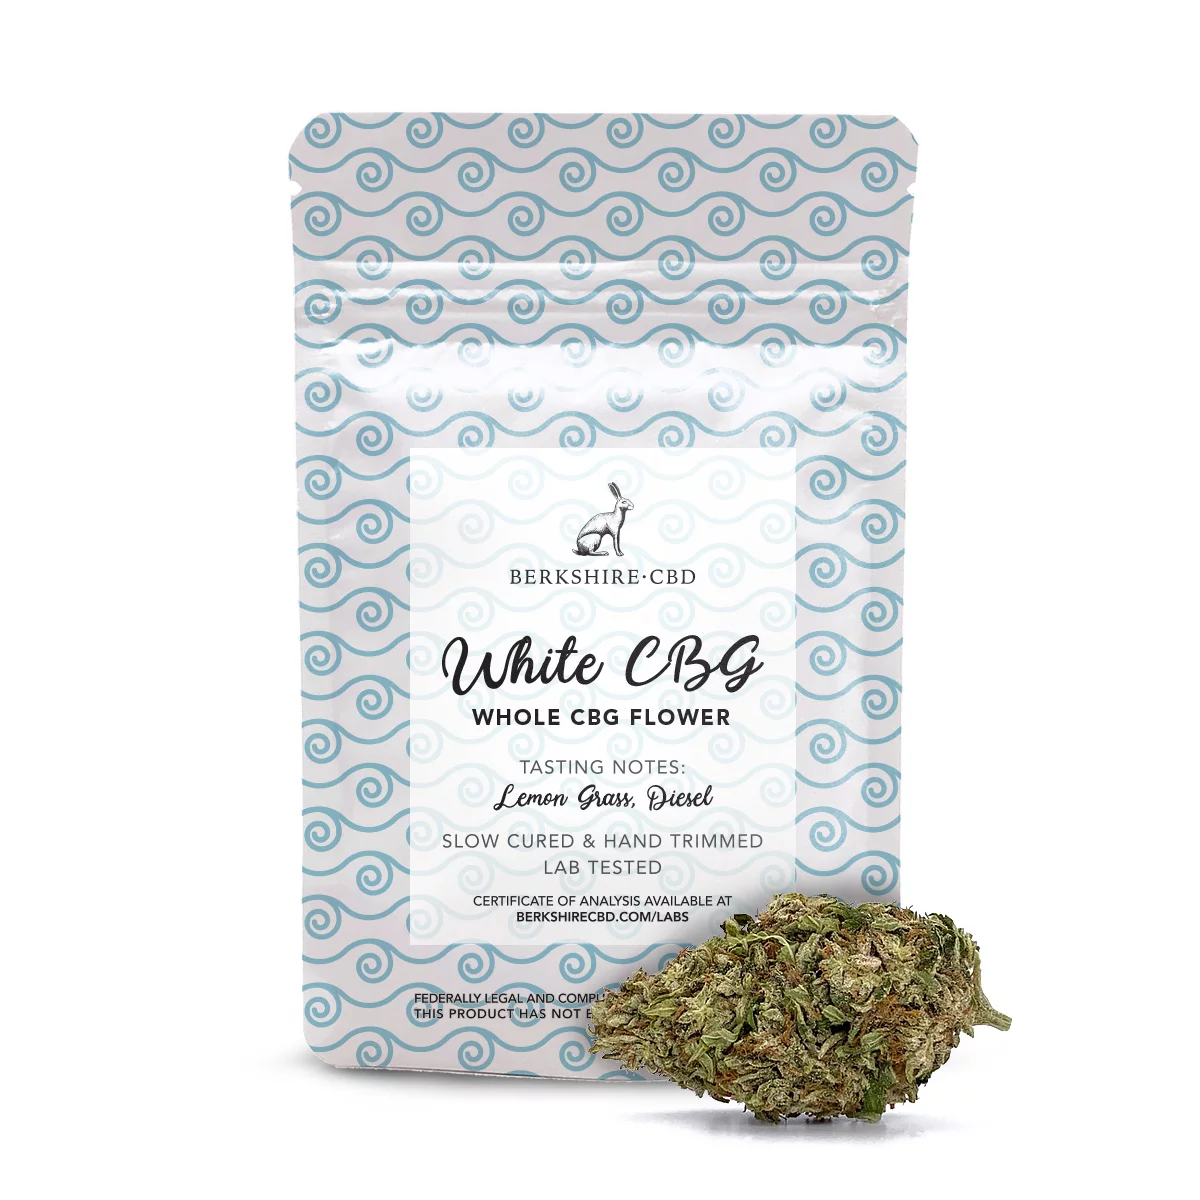 BERKSHIRE·CBD
White CBG
WHOLE CBG FLOWER
TASTING NOTES:
Lemon Grass, Diesel
SLOW CURED & HAND TRIMMED
LAB TESTED
CERTIFICATE OF ANALYSIS AVAILABLE AT
BERKSHIRECBD.COM/LABS
FEDERALLY LEGAL AND
THIS PRODUCT HAS NOT